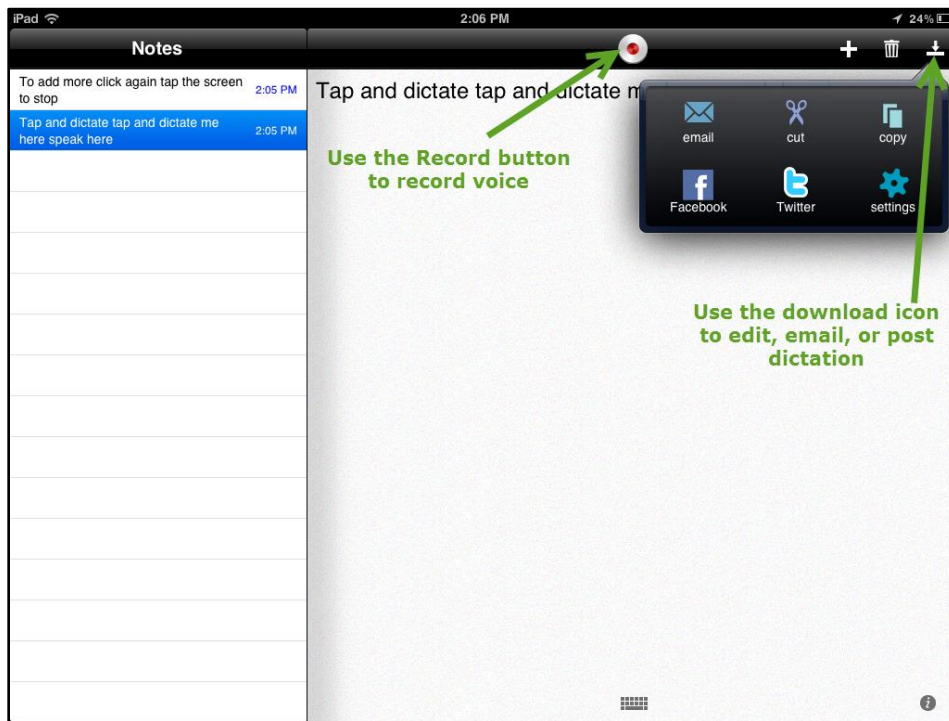 iPad 2:06 PM 24%
Notes
To add more click again tap the screen
to stop
2:05 PM
Tap and dictate tap and dictate me
here speak here
2:05 PM
Tap and dictate tap and dictate m
email cut copy
Facebook Twitter settings
Use the Record button
to record voice
Use the download icon
to edit, email, or post
dictation